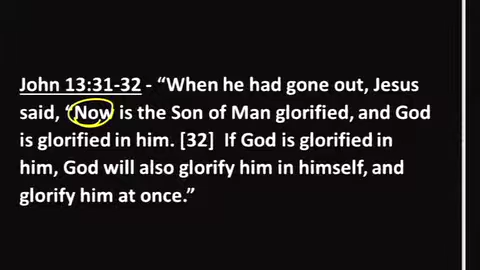 John 13:31-32 - “When he had gone out, Jesus
said, “Now is the Son of Man glorified, and God
is glorified in him. [32] If God is glorified in
him, God will also glorify him in himself, and
glorify him at once.”